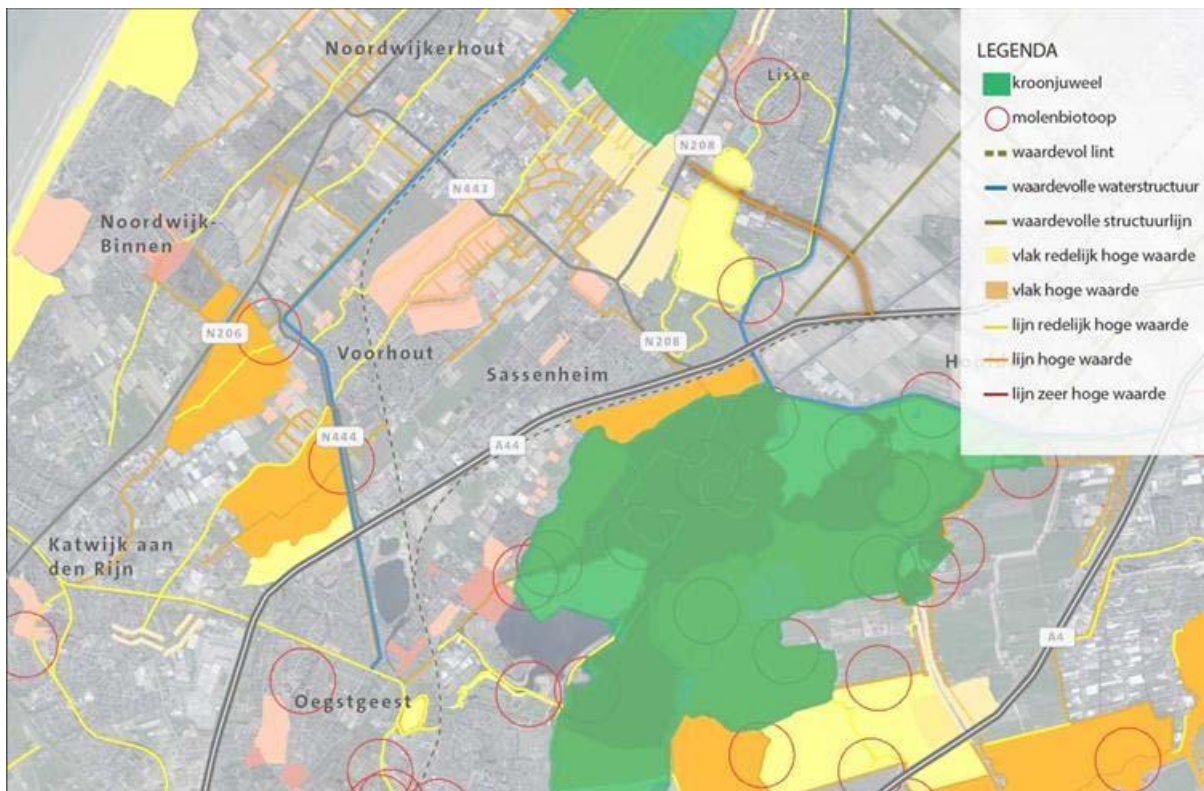 Noordwijkerhout
Lisse
N208
N443
Noordwijk-
Binnen
N206
Voorhout
N208
Sassenheim
N444
A44
Katwijk aan
den Rijn
A4
Oegstgeest
LEGENDA
kroonjuweel
molenbiotoop
waardevol lint
waardevolle waterstructuur
waardevolle structuurlijn
vlak redelijk hoge waarde
vlak hoge waarde
lijn redelijk hoge waarde
lijn hoge waarde
lijn zeer hoge waarde